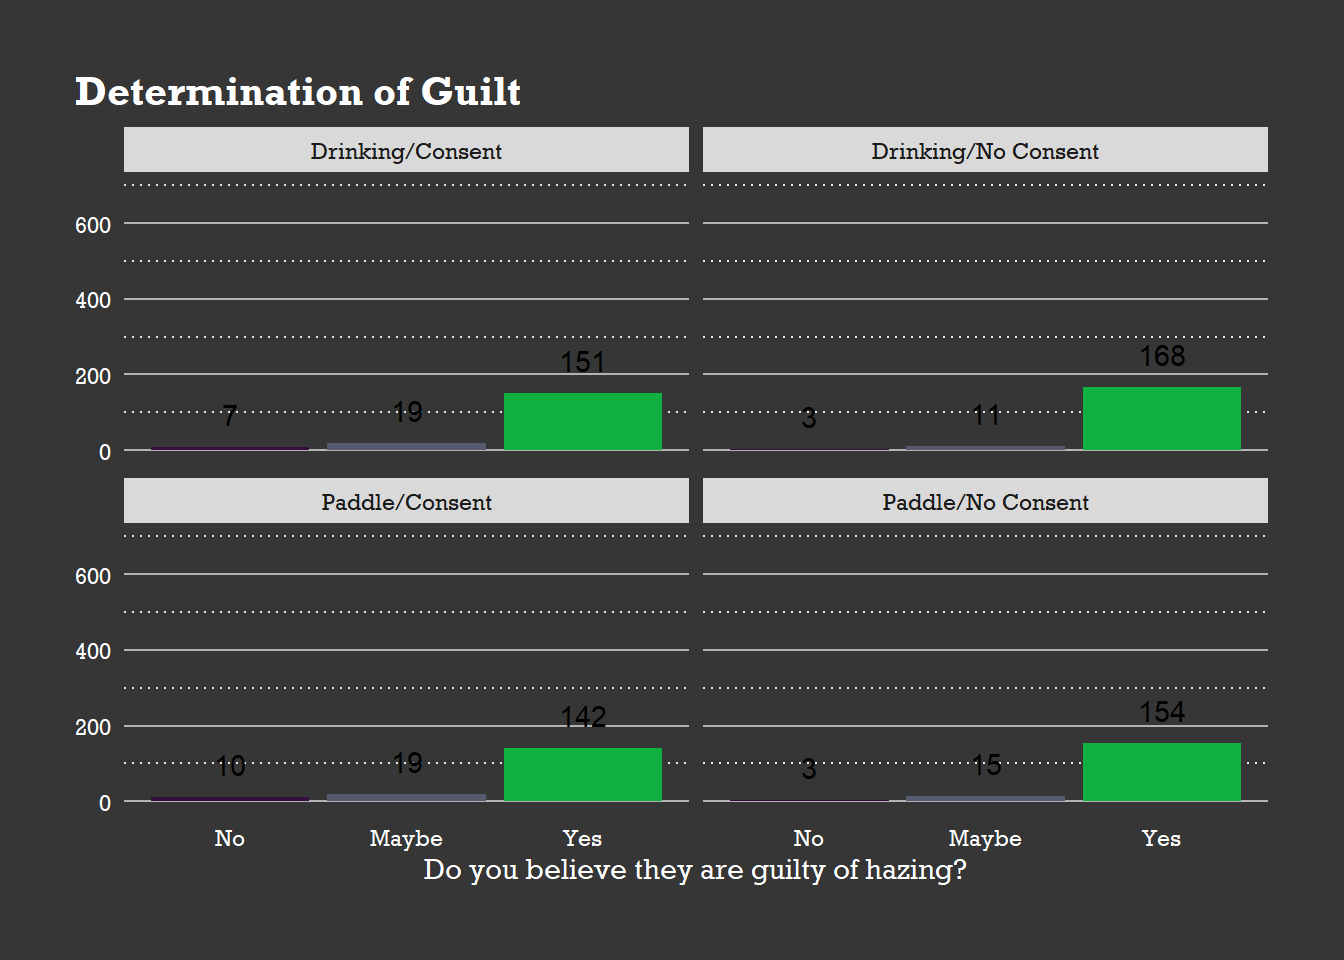 Determination of Guilt
Drinking/Consent
Drinking/No Consent
600
400
200
0
7
19
151
3
11
168
Paddle/Consent
Paddle/No Consent
600
400
200
0
10
19
142
3
15
154
No Maybe Yes No Maybe Yes
Do you believe they are guilty of hazing?